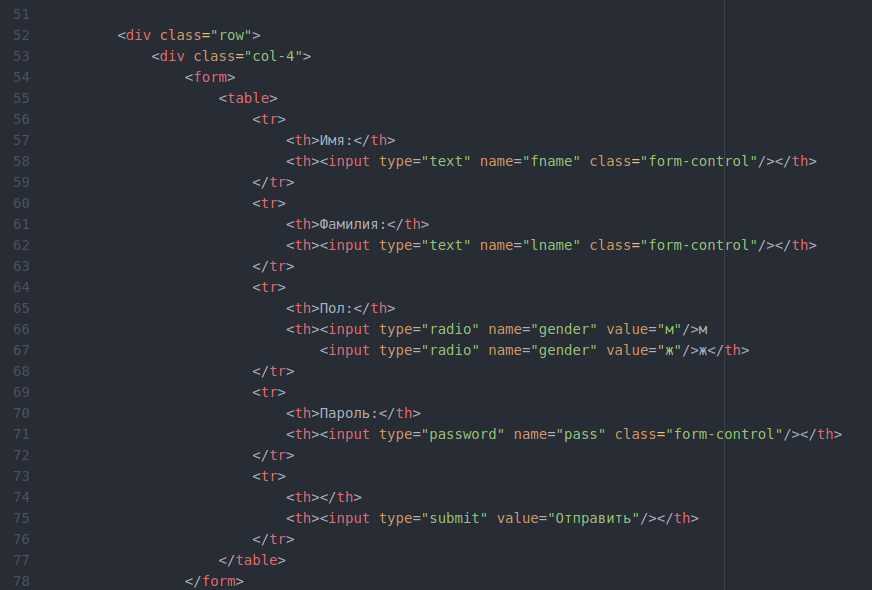 51
52 <div class="row">
53 <div class="col-4">
54 <form>
55 <table>
56 <tr>
57 <th>Имя:</th>
58 <th><input type="text" name="fname" class="form-control"/></th>
59 </tr>
60 <tr>
61 <th>Фамилия:</th>
62 <th><input type="text" name="lname" class="form-control"/></th>
63 </tr>
64 <tr>
65 <th>Пол:</th>
66 <th><input type="radio" name="gender" value="м"/>м
67 <input type="radio" name="gender" value="ж"/>ж</th>
68 </tr>
69 <tr>
70 <th>Пароль:</th>
71 <th><input type="password" name="pass" class="form-control"/></th>
72 </tr>
73 <tr>
74 <th></th>
75 <th><input type="submit" value="Отправить"/></th>
76 </tr>
77 </table>
78 </form>